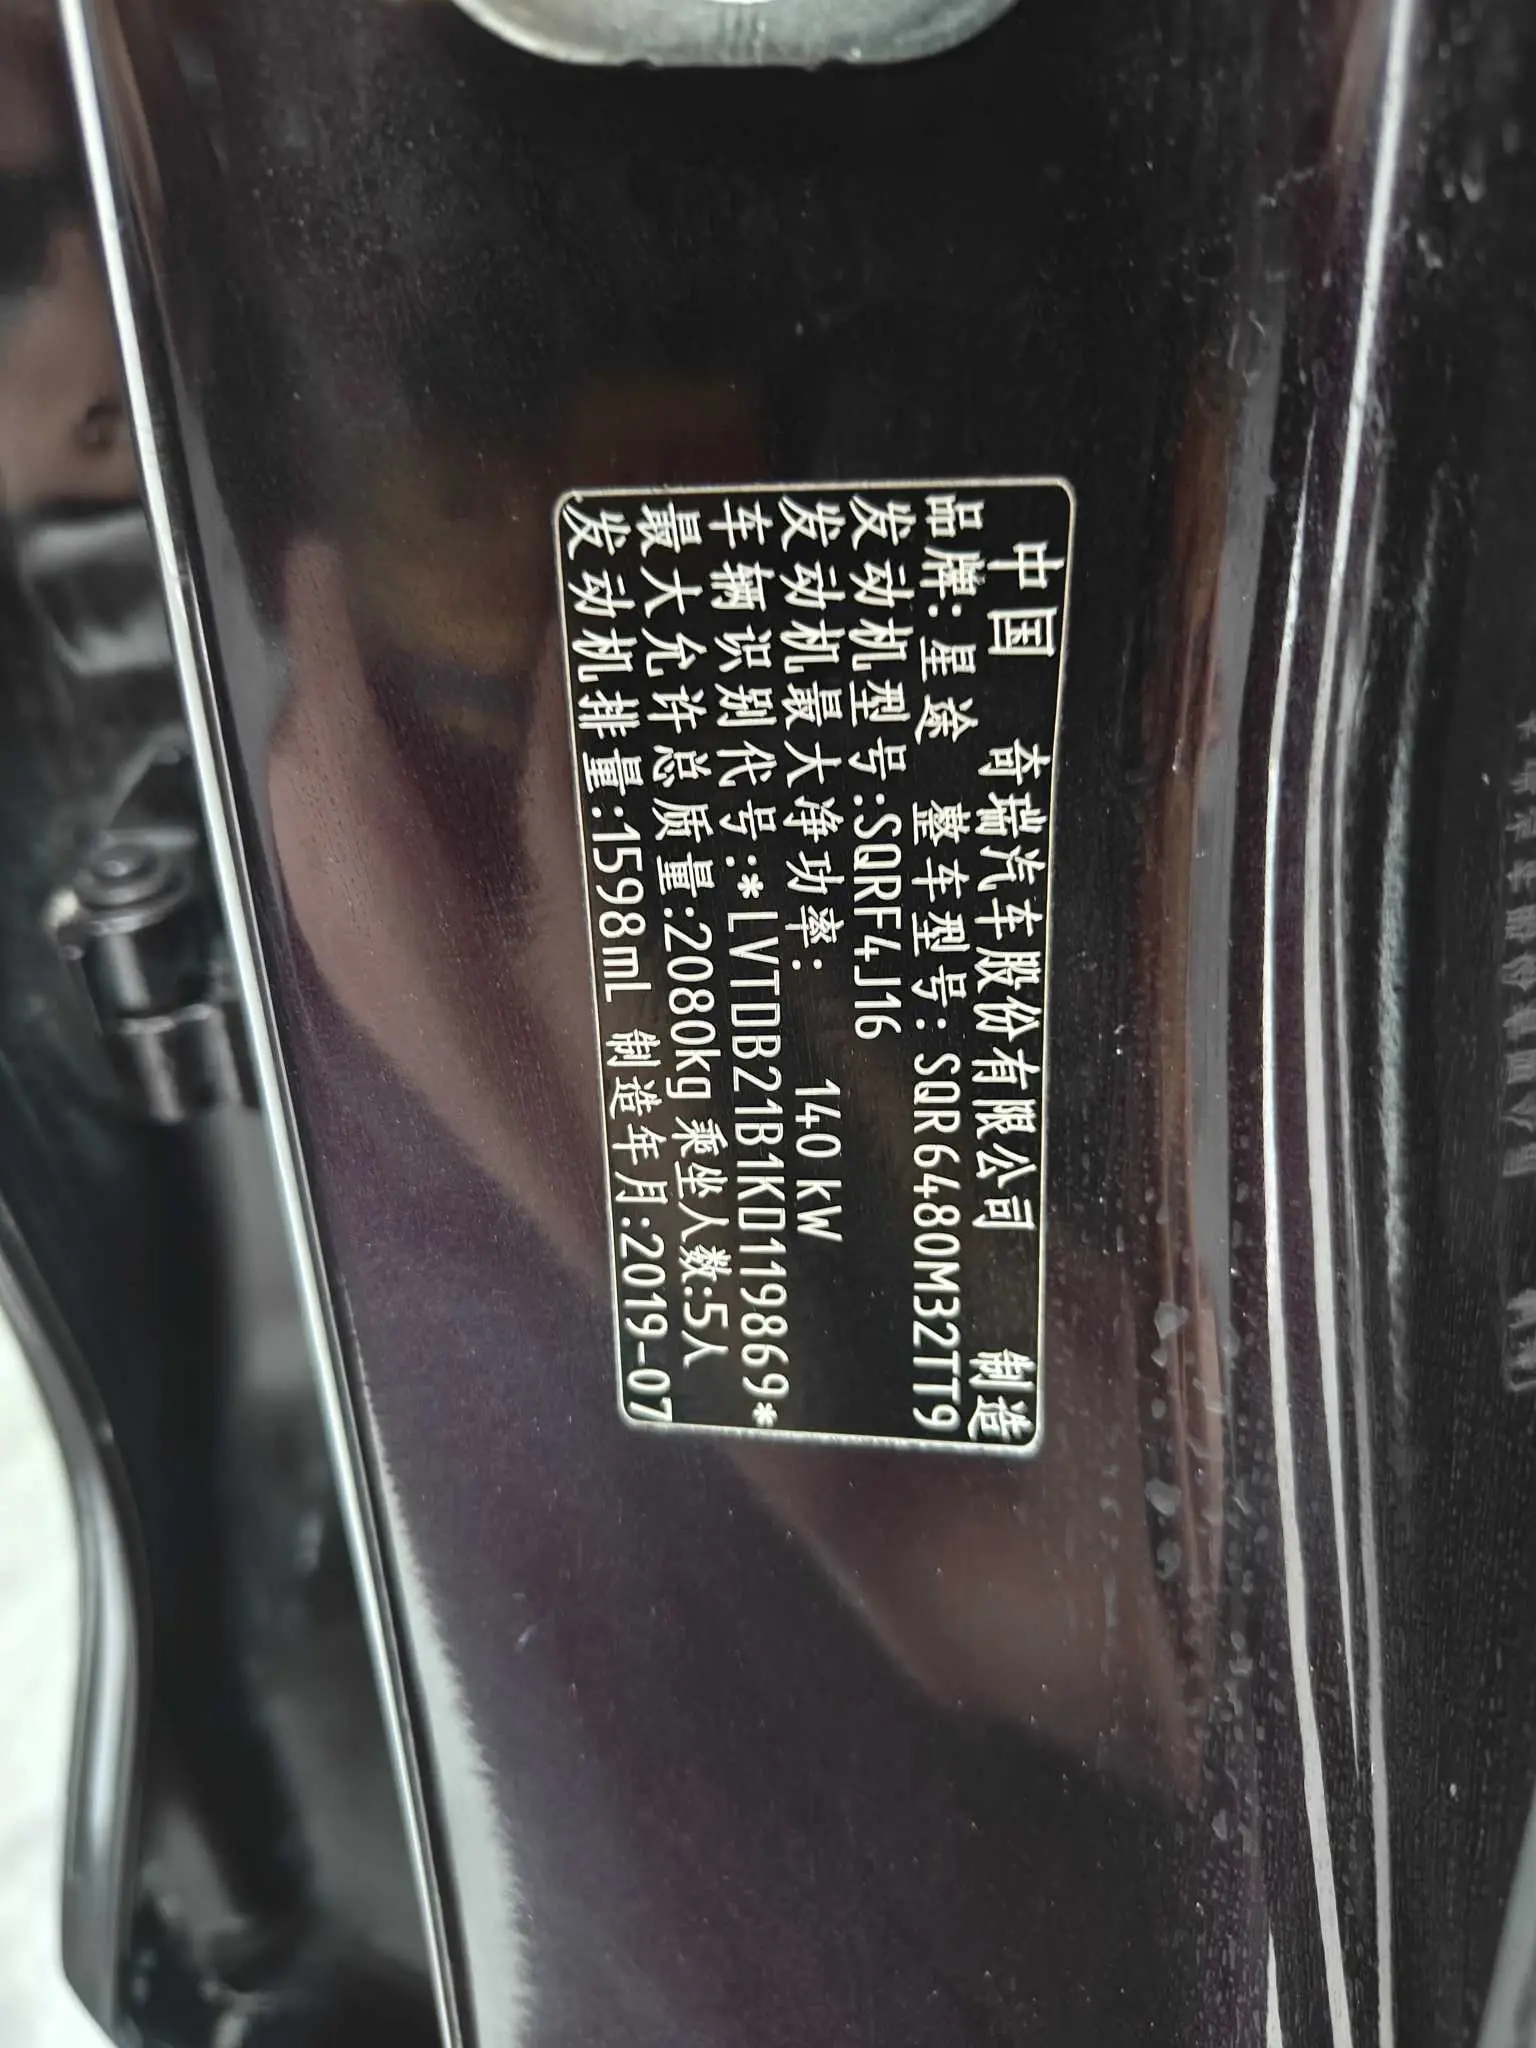 中国 奇瑞汽车股份有限公司 制造
品牌: 星途 整车型号: SQR6480M32TT9
发动机型号:SQRF4J16
发动机最大净功率: 140 kW
车辆识别代号:*LVTDB21B1KD119869*
最大允许总质量:2080kg 乘坐人数:5人
发动机排量:1598mL 制造年月:2019-07